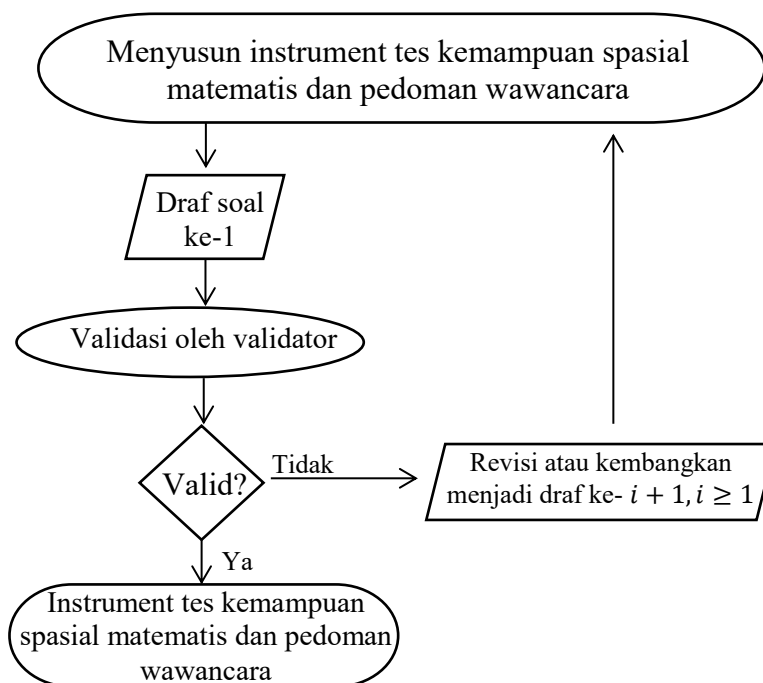 Menyusun instrument tes kemampuan spasial
matematis dan pedoman wawancara
Draf soal
ke-1
Validasi oleh validator
Valid?
Tidak
Revisi atau kembangkan
menjadi draf ke- 𝑖 + 1, 𝑖 ≥ 1
Ya
Instrument tes kemampuan
spasial matematis dan pedoman
wawancara